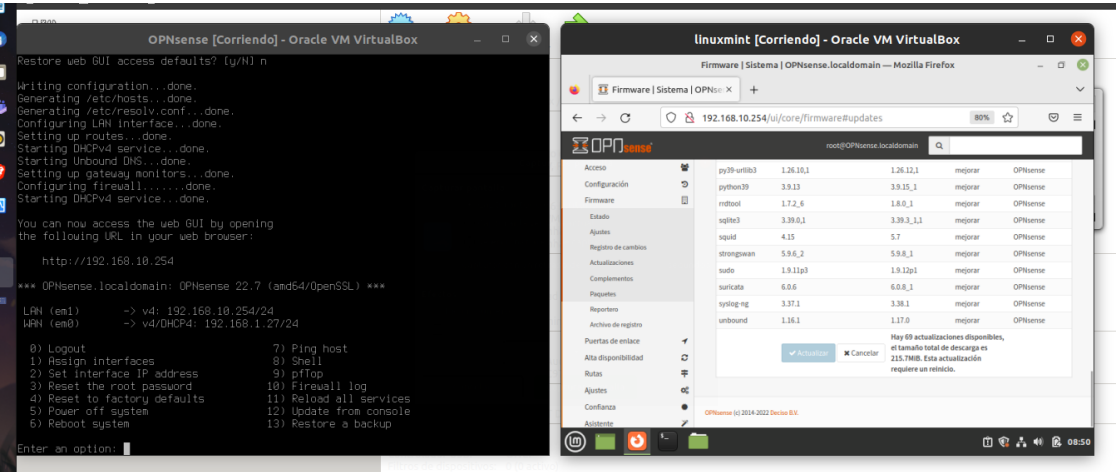 OPNsense [Corriendo] - Oracle VM VirtualBox
Restore web GUI access defaults? [y/N] n
Writing configuration...done.
Generating /etc/hosts...done.
Generating /etc/resolv.conf...done.
Configuring LAN interface...done.
Setting up routes...done.
Starting DHCPv4 service...done.
Starting Unbound DNS...done.
Setting up gateway monitors...done.
Configuring firewall.......done.
Starting DHCPv4 service...done.
You can now access the web GUI by opening
the following URL in your web browser:
http://192.168.10.254
*** OPNsense.localdomain: OPNsense 22.7 (amd64/OpenSSL) ***
LAN (em1) -> v4: 192.168.10.254/24
WAN (em0) -> v4/DHCP4: 192.168.1.27/24
0) Logout 7) Ping host
1) Assign interfaces 8) Shell
2) Set interface IP address 9) pfTop
3) Reset the root password 10) Firewall log
4) Reset to factory defaults 11) Reload all services
5) Power off system 12) Update from console
6) Reboot system 13) Restore a backup
Enter an option:
linuxmint [Corriendo] - Oracle VM VirtualBox
Firmware | Sistema | OPNsense.localdomain — Mozilla Firefox
Firmware | Sistema | OPNse
192.168.10.254/ui/core/firmware#updates 80%
OPNsense root@OPNsense.localdomain
Acceso
Configuración
Firmware
Estado
Ajustes
Registro de cambios
Actualizaciones
Complementos
Paquetes
Reportero
Archivo de registro
Puertas de enlace
Alta disponibilidad
Rutas
Ajustes
Confianza
Asistente
py39-urllib3 1.26.10,1 1.26.12,1 mejorar OPNsense
python39 3.9.13 3.9.15_1 mejorar OPNsense
rrdtool 1.7.2_6 1.8.0_1 mejorar OPNsense
sqlite3 3.39.0,1 3.39.3_1,1 mejorar OPNsense
squid 4.15 5.7 mejorar OPNsense
strongswan 5.9.6_2 5.9.8_1 mejorar OPNsense
sudo 1.9.11p3 1.9.12p1 mejorar OPNsense
suricata 6.0.6 6.0.8_1 mejorar OPNsense
syslog-ng 3.37.1 3.38.1 mejorar OPNsense
unbound 1.16.1 1.17.0 mejorar OPNsense
Actualizar Cancelar
Hay 69 actualizaciones disponibles,
el tamaño total de descarga es
215.7MiB. Esta actualización
requiere un reinicio.
OPNsense (c) 2014-2022 Deciso B.V.
08:50